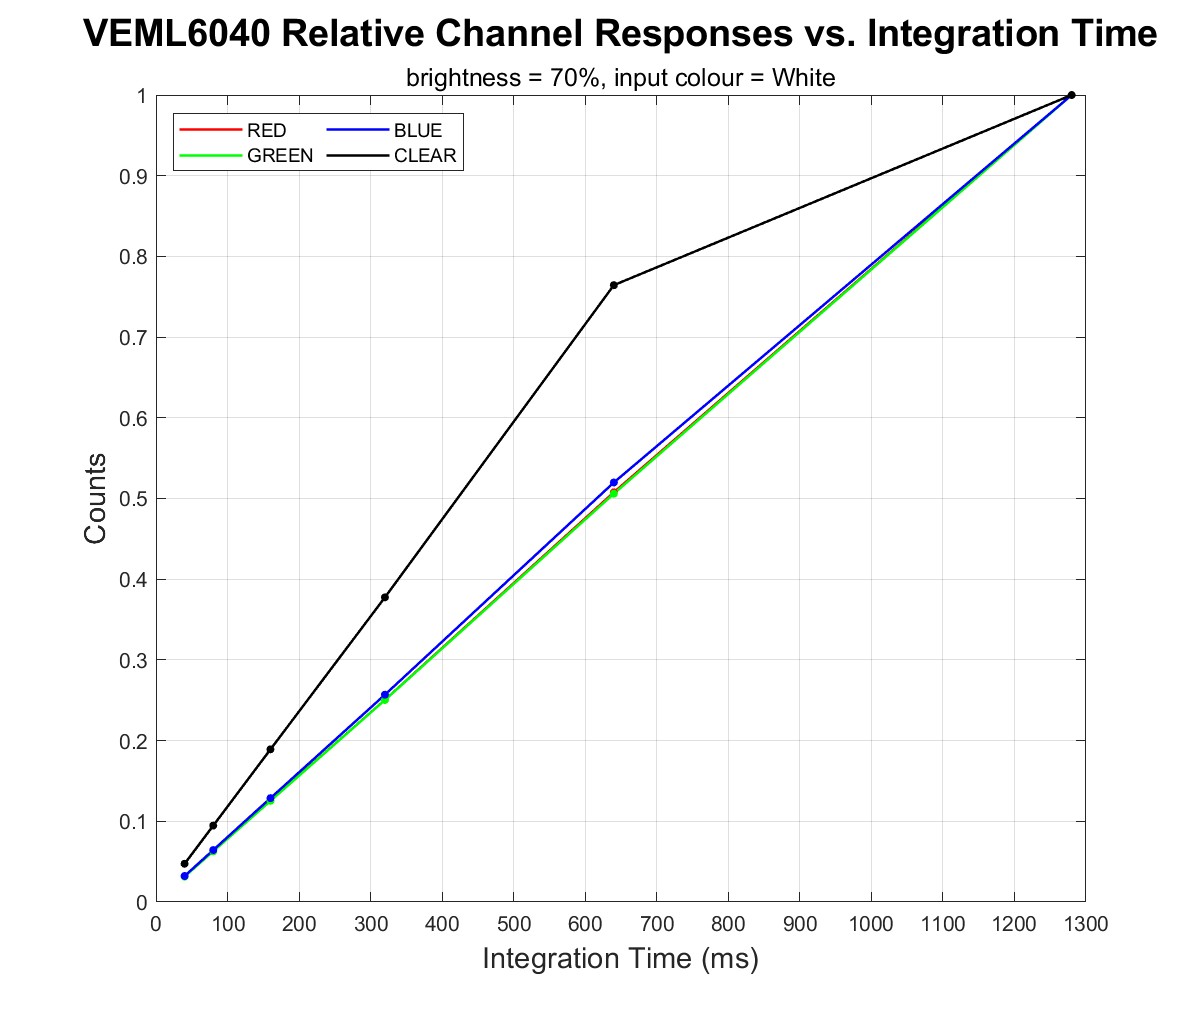 VEML6040 Relative Channel Responses vs. Integration Time
brightness = 70%, input colour = White
RED BLUE
GREEN CLEAR
1
0.9
0.8
0.7
0.6
0.5
0.4
0.3
0.2
0.1
0
Counts
0 100 200 300 400 500 600 700 800 900 1000 1100 1200 1300
Integration Time (ms)